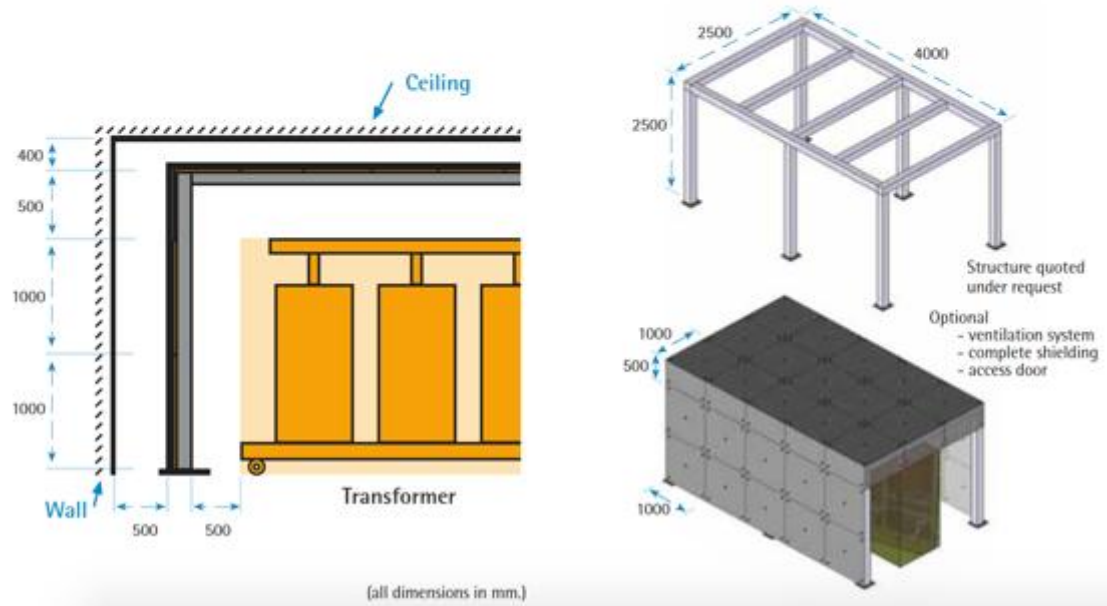 Ceiling
400
500
1000
1000
Wall
500
500
Transformer
(all dimensions in mm.)
2500
4000
2500
Structure quoted
under request
Optional
- ventilation system
- complete shielding
- access door
1000
500
1000